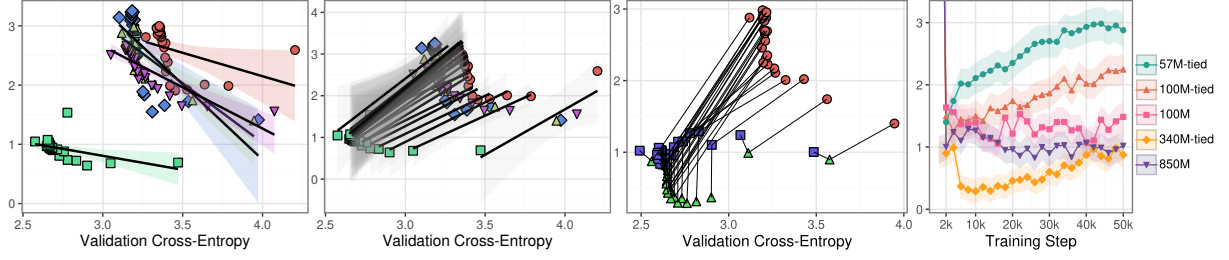 3
2
1
0
2.5
3.0
3.5
4.0
Validation Cross-Entropy
4
3
2
1
0
2.5
3.0
3.5
4.0
Validation Cross-Entropy
3
2
1
2.5
3.0
3.5
4.0
Validation Cross-Entropy
3
2
1
0
2k
10k
20k
30k
40k
50k
Training Step
57M-tied
100M-tied
100M
340M-tied
850M